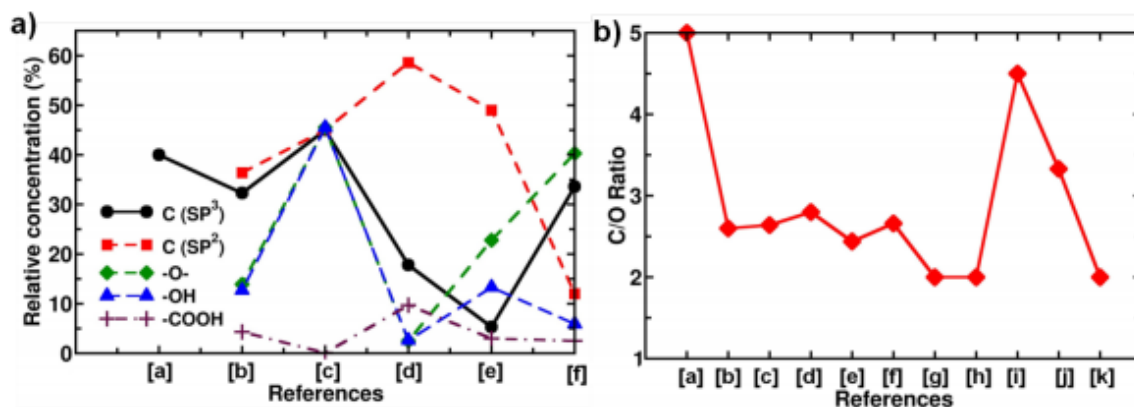 a)
Relative concentration (%)
60
50
40
30
20
10
0
C (SP³)
C (SP²)
-O-
-OH
-COOH
[a] [b] [c] [d] [e] [f]
References
b)
C/O Ratio
5
4
3
2
1
[a] [b] [c] [d] [e] [f] [g] [h] [i] [j] [k]
References